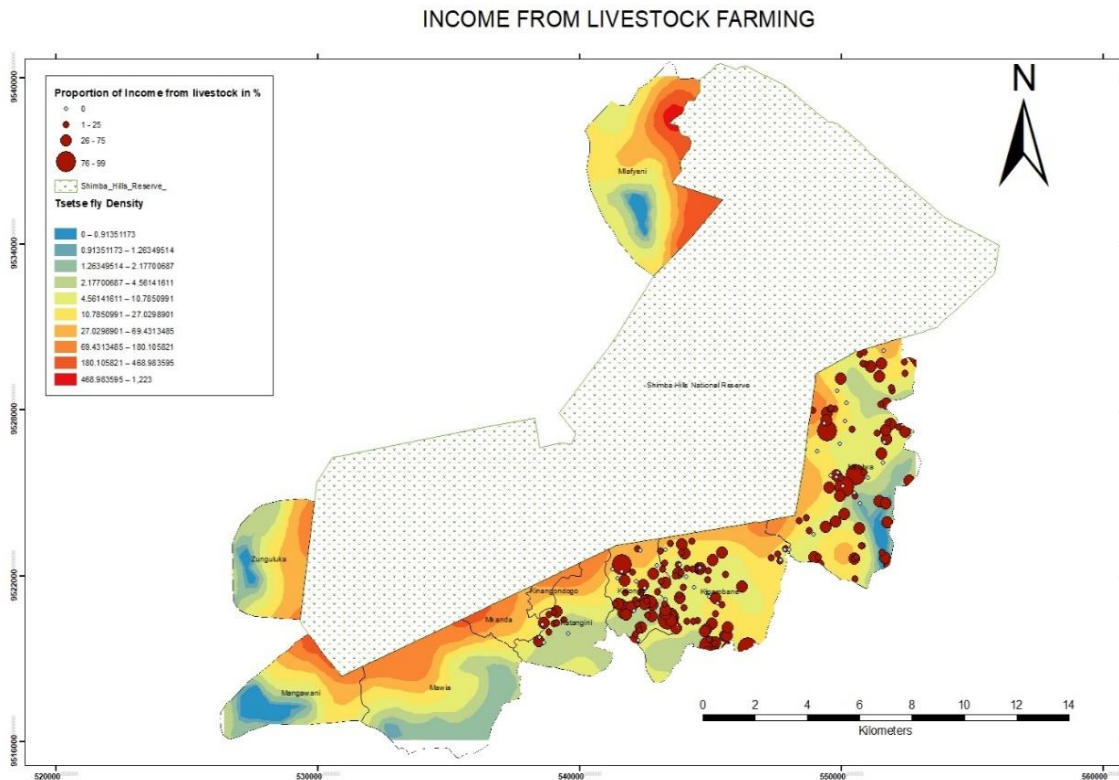 INCOME FROM LIVESTOCK FARMING
Proportion of Income from livestock in %
0
1 - 25
26 - 75
76 - 99
Shimba_Hills_Reserve_
Tsetse fly Density
0 – 0.91351173
0.91351173 – 1.26349514
1.26349514 – 2.17700687
2.17700687 – 4.56141611
4.56141611 – 10.7850991
10.7850991 – 27.0298901
27.0298901 – 69.4313485
69.4313485 – 180.105821
180.105821 – 468.983595
468.983595 – 1,223
N
Mlafyeni
Shimba Hills National Reserve
Zunguluka
Kinangondogo
Mkanda
Katangini
Mangawani
Mawia
0 2 4 6 8 10 12 14
Kilometers
9540000
9534000
9528000
9522000
9516000
520000 530000 540000 550000 560000